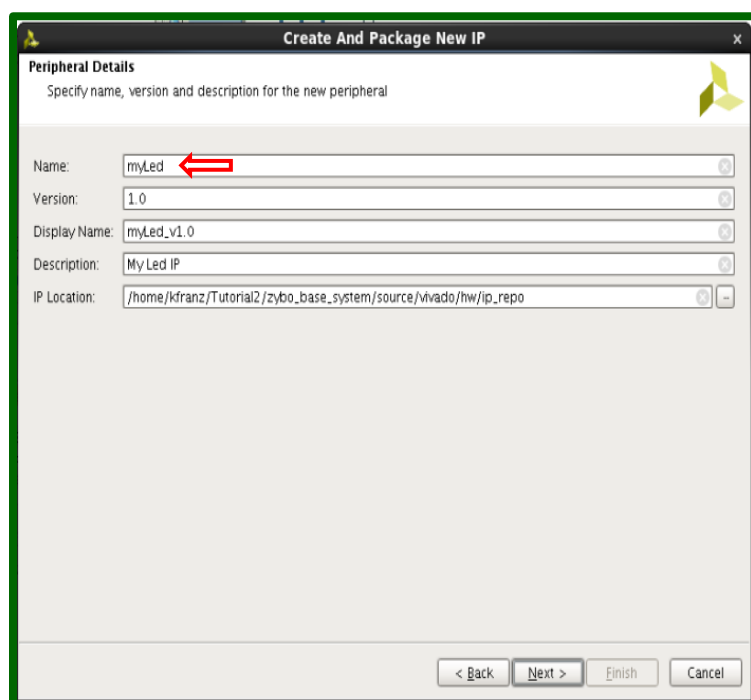 Create And Package New IP x
Peripheral Details
Specify name, version and description for the new peripheral
Name: myLed
Version: 1.0
Display Name: myLed_v1.0
Description: My Led IP
IP Location: /home/kfranz/Tutorial2/zybo_base_system/source/vivado/hw/ip_repo
< Back Next > Finish Cancel